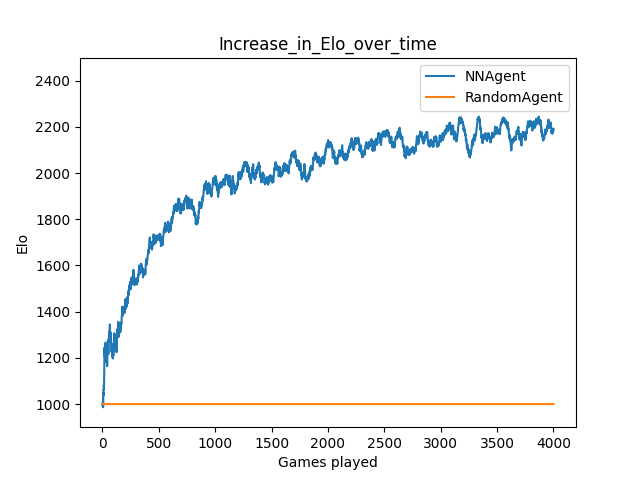 Increase_in_Elo_over_time
NNAgent
RandomAgent
2400
2200
2000
1800
1600
1400
1200
1000
Elo
0 500 1000 1500 2000 2500 3000 3500 4000
Games played